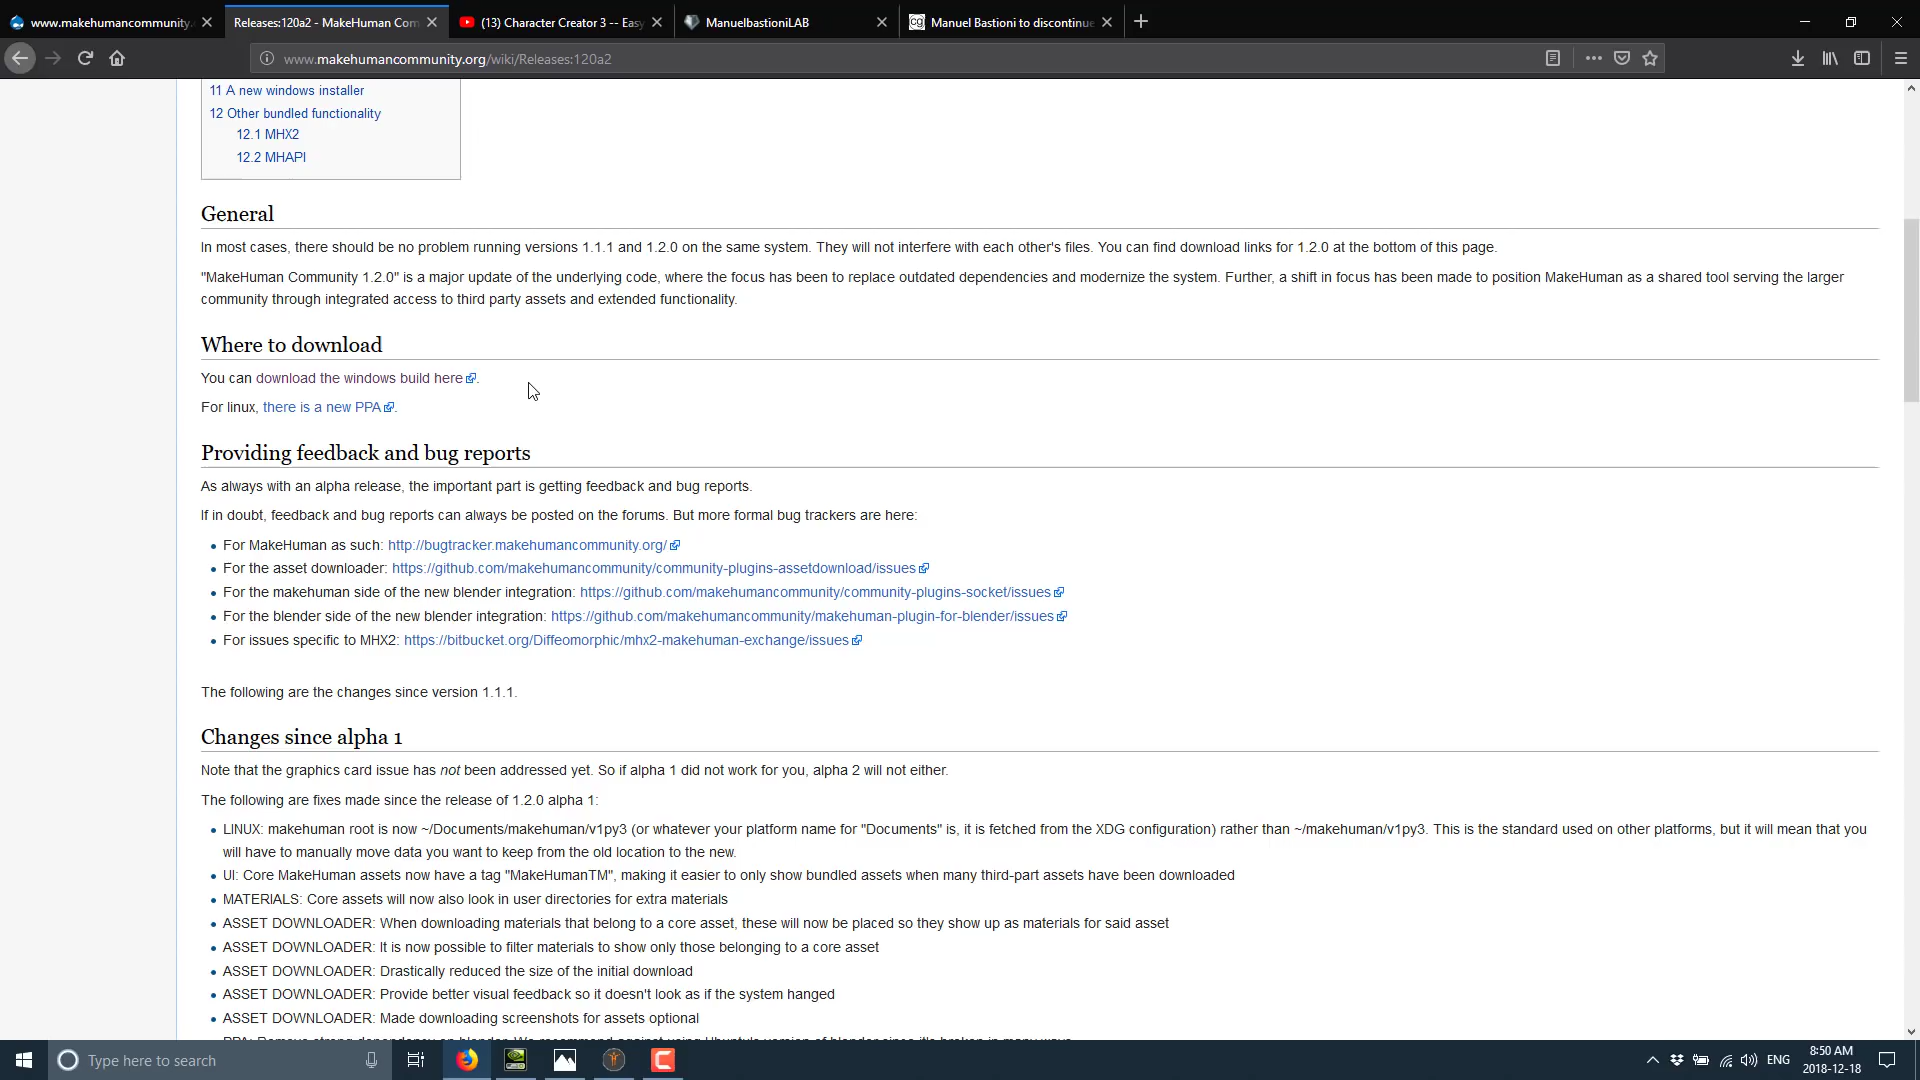 www.makehumancommunity.
Releases:120a2 - MakeHuman Com
(13) Character Creator 3 -- Easy
ManuelbastioniLAB
Manuel Bastioni to discontinue
www.makehumancommunity.org/wiki/Releases:120a2
11 A new windows installer
12 Other bundled functionality
12.1 MHX2
12.2 MHAPI
General
In most cases, there should be no problem running versions 1.1.1 and 1.2.0 on the same system. They will not interfere with each other's files. You can find download links for 1.2.0 at the bottom of this page.
"MakeHuman Community 1.2.0" is a major update of the underlying code, where the focus has been to replace outdated dependencies and modernize the system. Further, a shift in focus has been made to position MakeHuman as a shared tool serving the larger
community through integrated access to third party assets and extended functionality.
Where to download
You can download the windows build here.
For linux, there is a new PPA.
Providing feedback and bug reports
As always with an alpha release, the important part is getting feedback and bug reports.
If in doubt, feedback and bug reports can always be posted on the forums. But more formal bug trackers are here:
For MakeHuman as such: http://bugtracker.makehumancommunity.org/
For the asset downloader: https://github.com/makehumancommunity/community-plugins-assetdownload/issues
For the makehuman side of the new blender integration: https://github.com/makehumancommunity/community-plugins-socket/issues
For the blender side of the new blender integration: https://github.com/makehumancommunity/makehuman-plugin-for-blender/issues
For issues specific to MHX2: https://bitbucket.org/Diffeomorphic/mhx2-makehuman-exchange/issues
The following are the changes since version 1.1.1.
Changes since alpha 1
Note that the graphics card issue has not been addressed yet. So if alpha 1 did not work for you, alpha 2 will not either.
The following are fixes made since the release of 1.2.0 alpha 1:
LINUX: makehuman root is now ~/Documents/makehuman/v1py3 (or whatever your platform name for "Documents" is, it is fetched from the XDG configuration) rather than ~/makehuman/v1py3. This is the standard used on other platforms, but it will mean that you
will have to manually move data you want to keep from the old location to the new.
UI: Core MakeHuman assets now have a tag "MakeHumanTM", making it easier to only show bundled assets when many third-part assets have been downloaded
MATERIALS: Core assets will now also look in user directories for extra materials
ASSET DOWNLOADER: When downloading materials that belong to a core asset, these will now be placed so they show up as materials for said asset
ASSET DOWNLOADER: It is now possible to filter materials to show only those belonging to a core asset
ASSET DOWNLOADER: Drastically reduced the size of the initial download
ASSET DOWNLOADER: Provide better visual feedback so it doesn't look as if the system hanged
ASSET DOWNLOADER: Made downloading screenshots for assets optional
PPA: Remove strong dependency on blender. We recommend against using Ubuntu's version of blender since it's broken in many ways
Type here to search
ENG
8:50 AM
2018-12-18